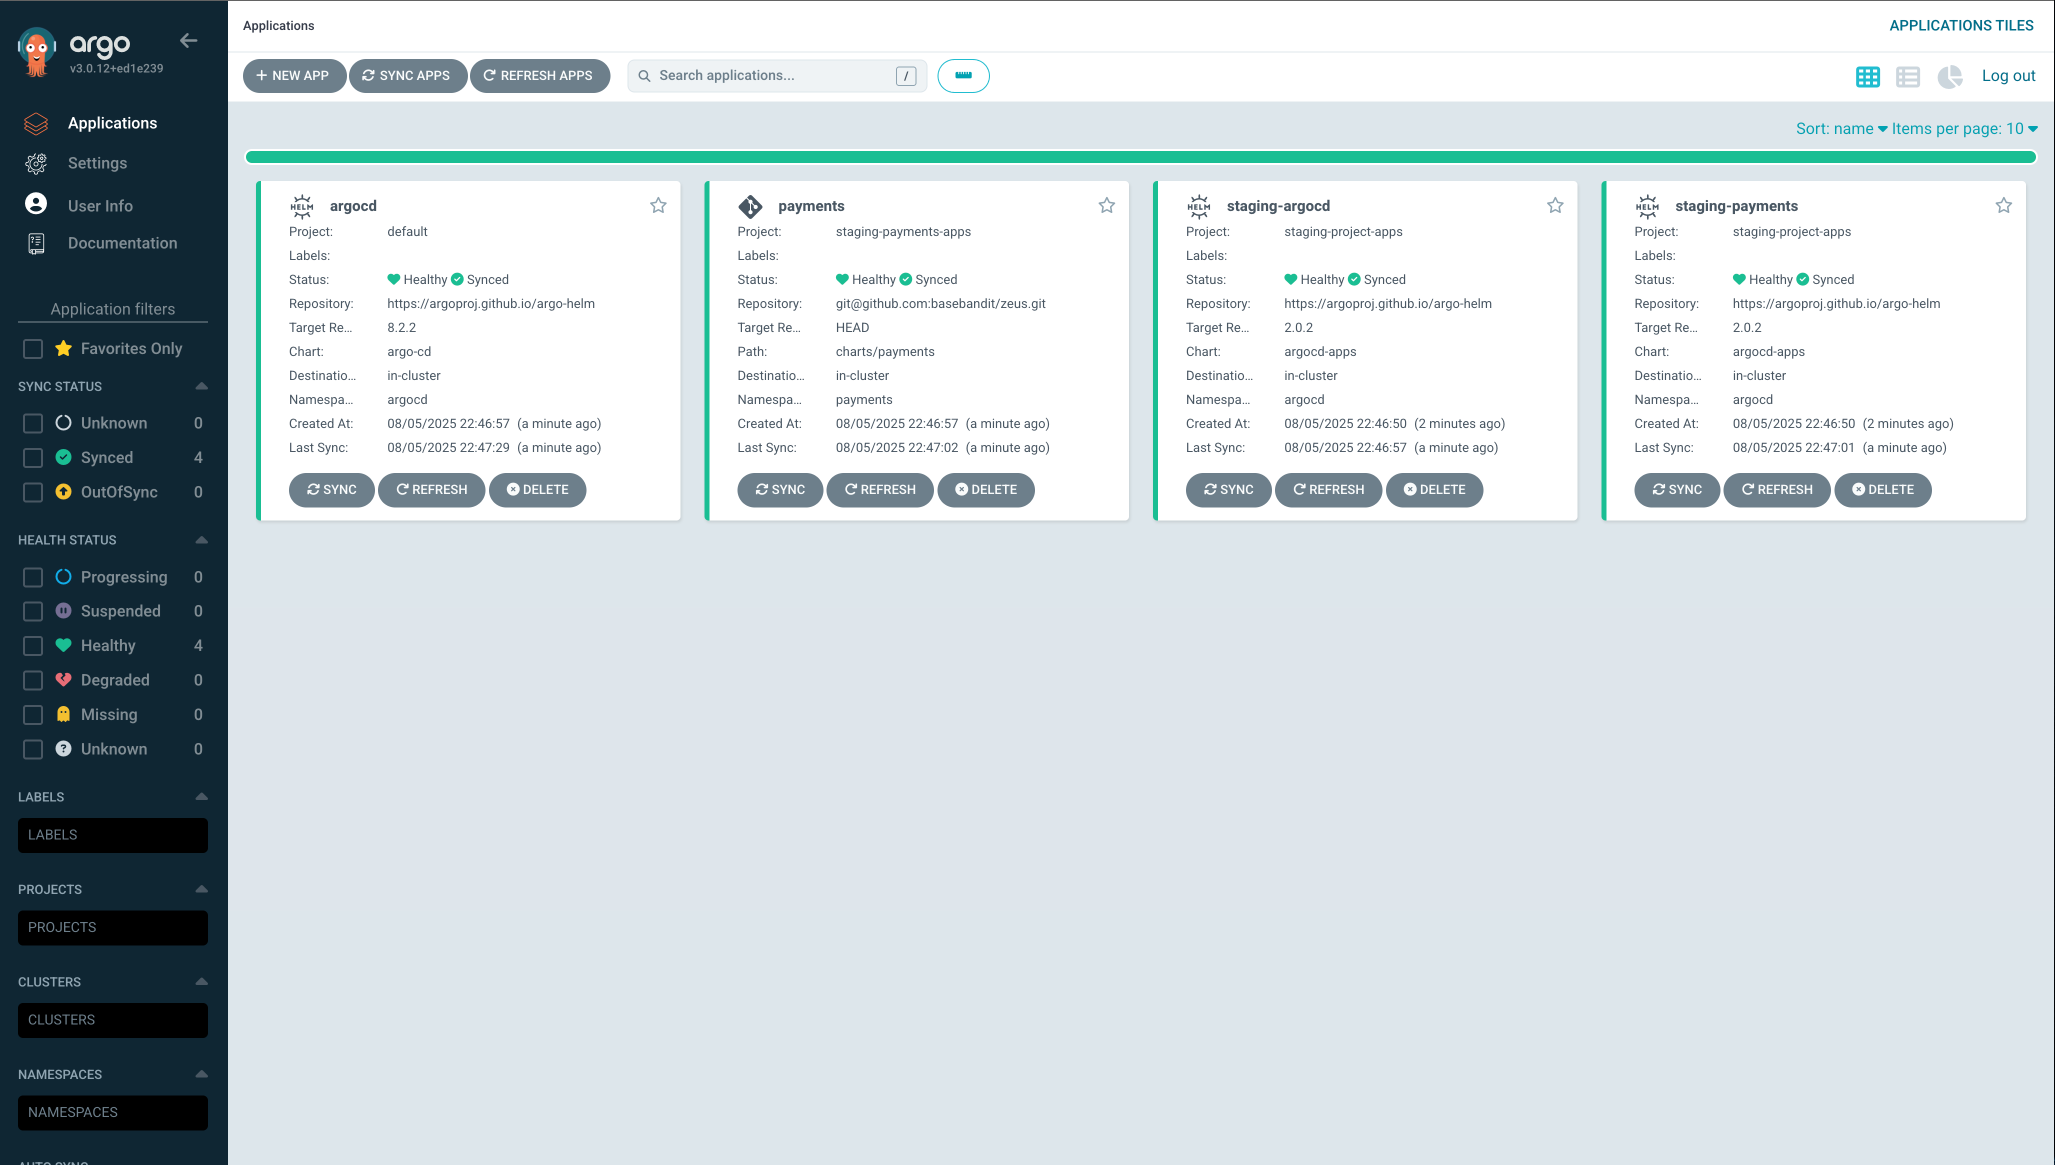 argo
v3.0.12+ed1e239
Applications
Settings
User Info
Documentation
Application filters
Favorites Only
SYNC STATUS
Unknown 0
Synced 4
OutOfSync 0
HEALTH STATUS
Progressing 0
Suspended 0
Healthy 4
Degraded 0
Missing 0
Unknown 0
LABELS
LABELS
PROJECTS
PROJECTS
CLUSTERS
CLUSTERS
NAMESPACES
NAMESPACES
AUTO SYNC
Applications
APPLICATIONS TILES
+ NEW APP SYNC APPS REFRESH APPS Search applications... / Log out
Sort: name Items per page: 10
HELM argocd
Project: default
Labels:
Status: Healthy Synced
Repository: https://argoproj.github.io/argo-helm
Target Re... 8.2.2
Chart: argo-cd
Destinatio... in-cluster
Namespa... argocd
Created At: 08/05/2025 22:46:57 (a minute ago)
Last Sync: 08/05/2025 22:47:29 (a minute ago)
SYNC REFRESH DELETE
payments
Project: staging-payments-apps
Labels:
Status: Healthy Synced
Repository: git@github.com:basebandit/zeus.git
Target Re... HEAD
Path: charts/payments
Destinatio... in-cluster
Namespa... payments
Created At: 08/05/2025 22:46:57 (a minute ago)
Last Sync: 08/05/2025 22:47:02 (a minute ago)
SYNC REFRESH DELETE
HELM staging-argocd
Project: staging-project-apps
Labels:
Status: Healthy Synced
Repository: https://argoproj.github.io/argo-helm
Target Re... 2.0.2
Chart: argocd-apps
Destinatio... in-cluster
Namespa... argocd
Created At: 08/05/2025 22:46:50 (2 minutes ago)
Last Sync: 08/05/2025 22:46:57 (a minute ago)
SYNC REFRESH DELETE
HELM staging-payments
Project: staging-project-apps
Labels:
Status: Healthy Synced
Repository: https://argoproj.github.io/argo-helm
Target Re... 2.0.2
Chart: argocd-apps
Destinatio... in-cluster
Namespa... argocd
Created At: 08/05/2025 22:46:50 (2 minutes ago)
Last Sync: 08/05/2025 22:47:01 (a minute ago)
SYNC REFRESH DELETE